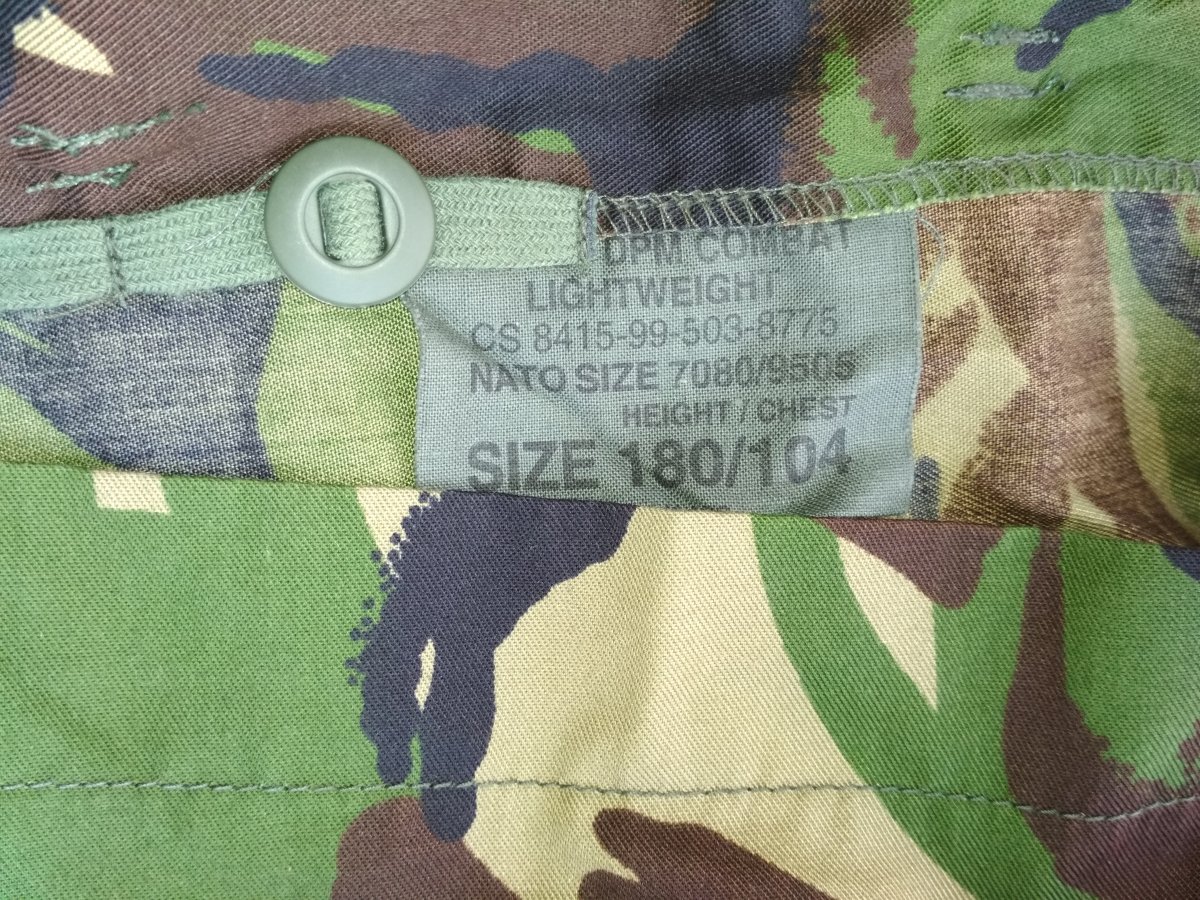 DPM COMBAT
LIGHTWEIGHT
CS 8415-99-503-8775
NATO SIZE 7080/9505
HEIGHT / CHEST
SIZE 180/104